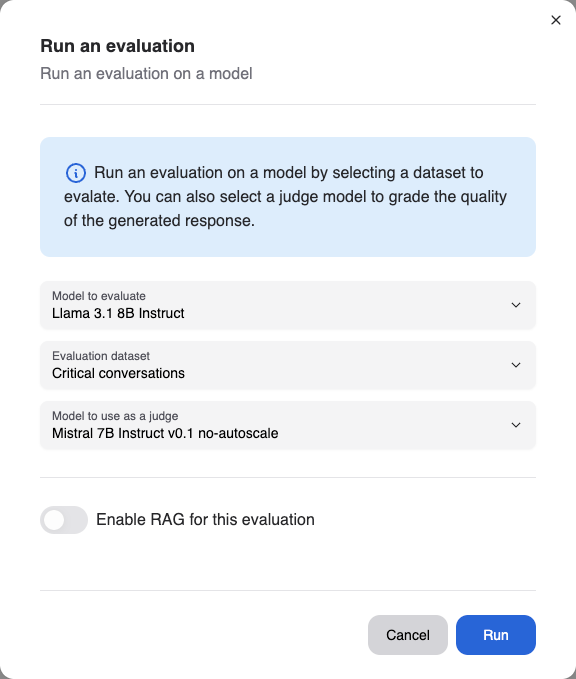 Run an evaluation
Run an evaluation on a model
Run an evaluation on a model by selecting a dataset to
evalate. You can also select a judge model to grade the quality
of the generated response.
Model to evaluate
Llama 3.1 8B Instruct
Evaluation dataset
Critical conversations
Model to use as a judge
Mistral 7B Instruct v0.1 no-autoscale
Enable RAG for this evaluation
Cancel
Run